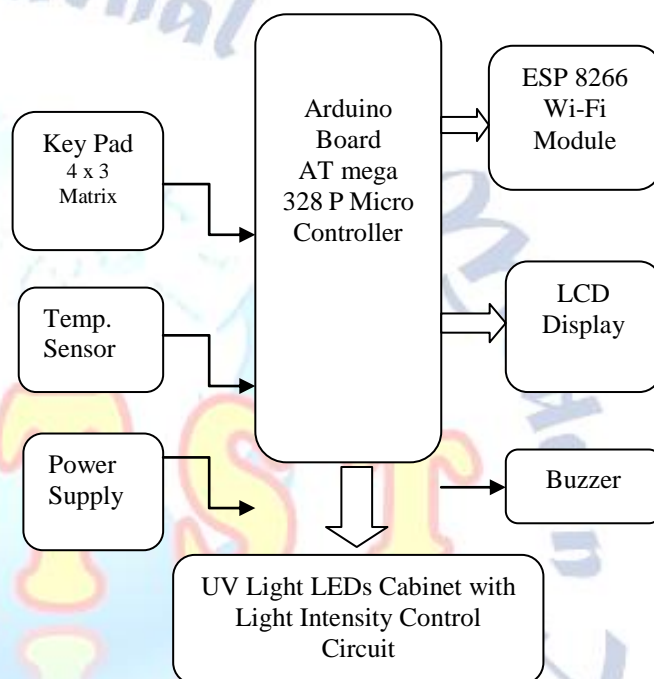 Arduino
Board
AT mega
328 P Micro
Controller
ESP 8266
Wi-Fi
Module
Key Pad
4 x 3
Matrix
Temp.
Sensor
LCD
Display
Power
Supply
Buzzer
UV Light LEDs Cabinet with
Light Intensity Control
Circuit